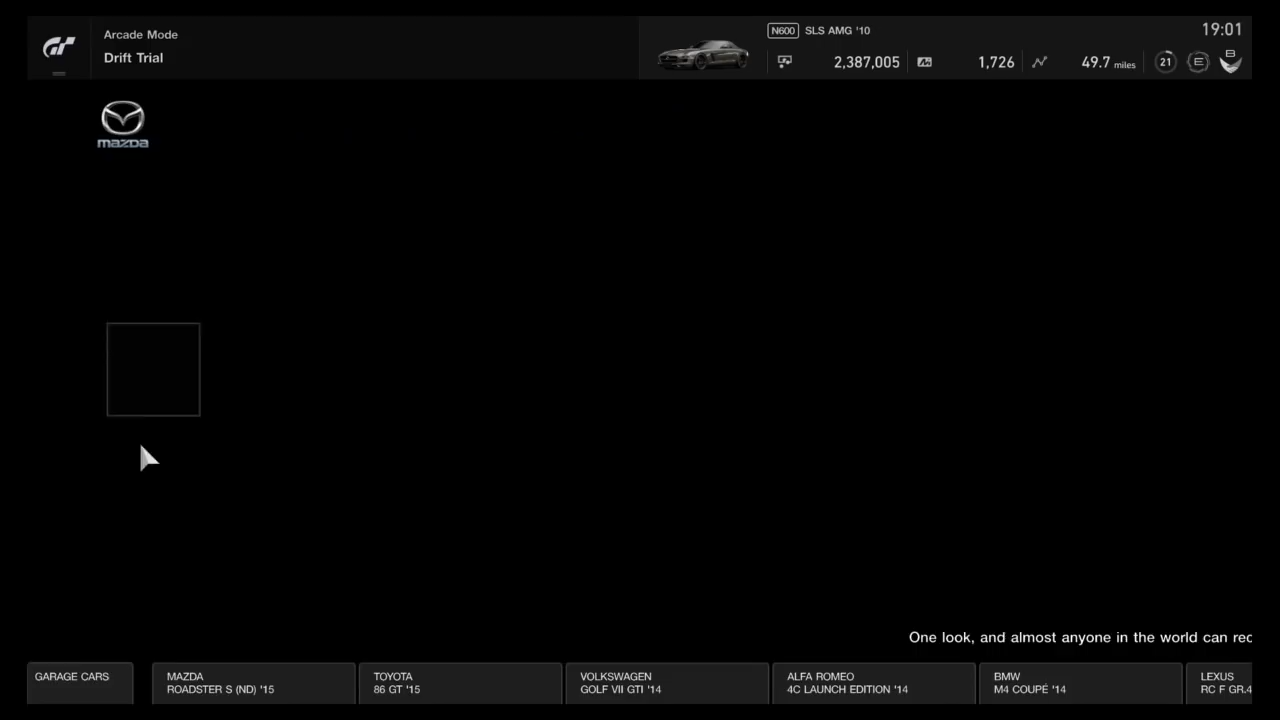 Arcade Mode
Drift Trial
N600 SLS AMG '10
19:01
2,387,005
1,726
49.7 miles
21
E
B
mazda
One look, and almost anyone in the world can rec
GARAGE CARS
MAZDA
ROADSTER S (ND) '15
TOYOTA
86 GT '15
VOLKSWAGEN
GOLF VII GTI '14
ALFA ROMEO
4C LAUNCH EDITION '14
BMW
M4 COUPÉ '14
LEXUS
RC F GR.4